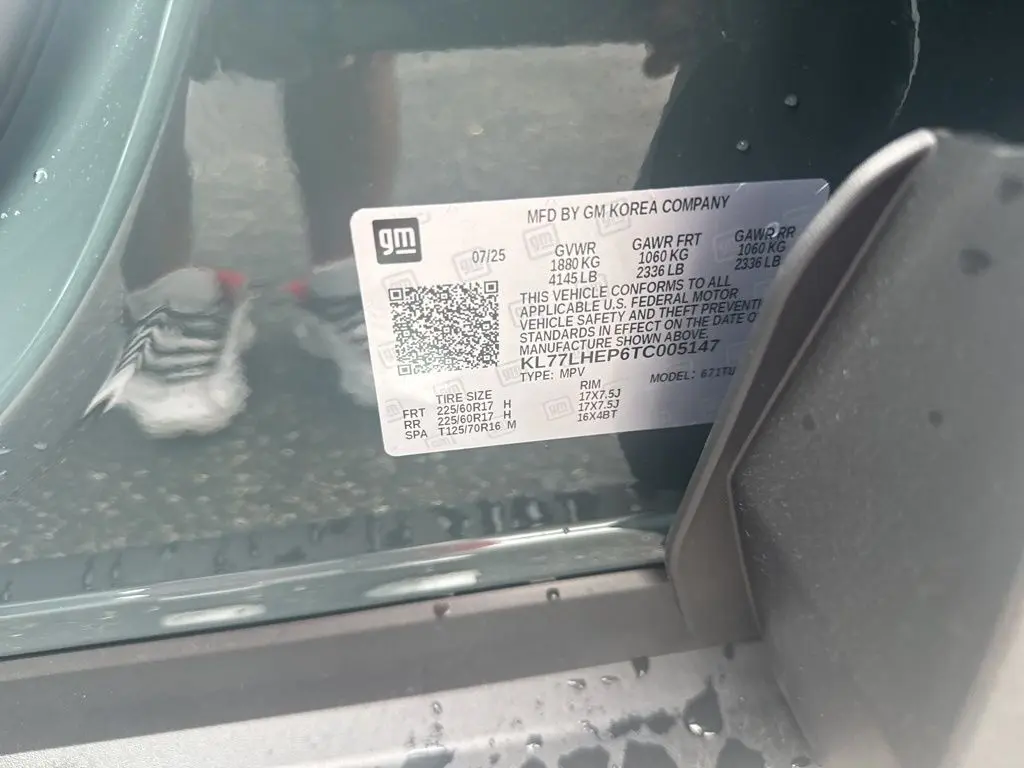 MFD BY GM KOREA COMPANY
gm
07/25
GVWR GAWR FRT GAWR RR
1880 KG 1060 KG 1060 KG
4145 LB 2336 LB 2336 LB
THIS VEHICLE CONFORMS TO ALL
APPLICABLE U.S. FEDERAL MOTOR
VEHICLE SAFETY AND THEFT PREVENTI
STANDARDS IN EFFECT ON THE DATE O
MANUFACTURE SHOWN ABOVE.
KL77LHEP6TC005147
TYPE: MPV MODEL:
TIRE SIZE RIM
FRT 225/60R17 H 17X7.5J
RR 225/60R17 H 17X7.5J
SPA T125/70R16 M 16X4BT